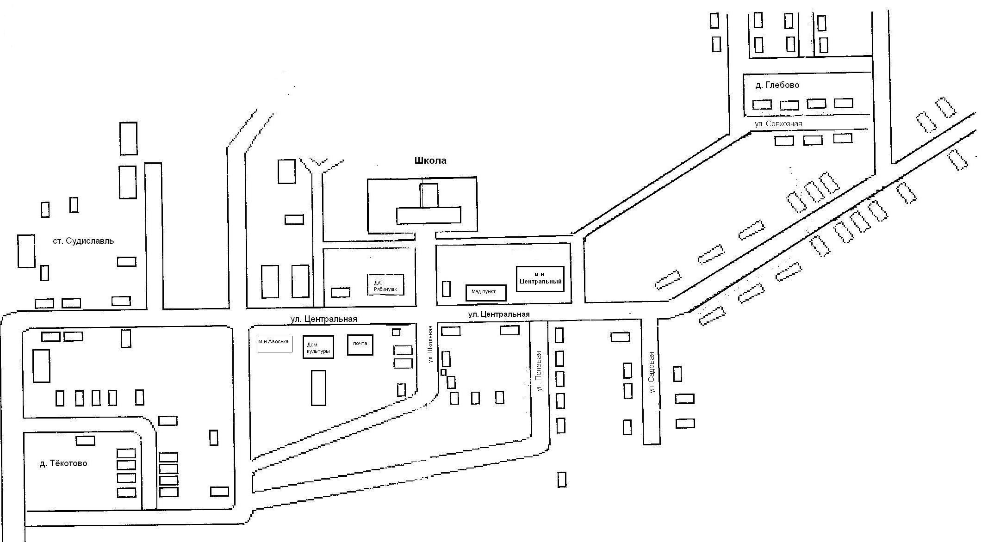 д. Глебово
ул. Совхозная
Школа
ст. Судиславль
м-н
Центральный
Д/С
Рябинушк
Мед.пункт
ул. Центральная
ул. Центральная
м-н Авоська
Дом
культуры
почта
ул. Школьная
ул. Полевая
ул. Садовая
д. Тёкотово